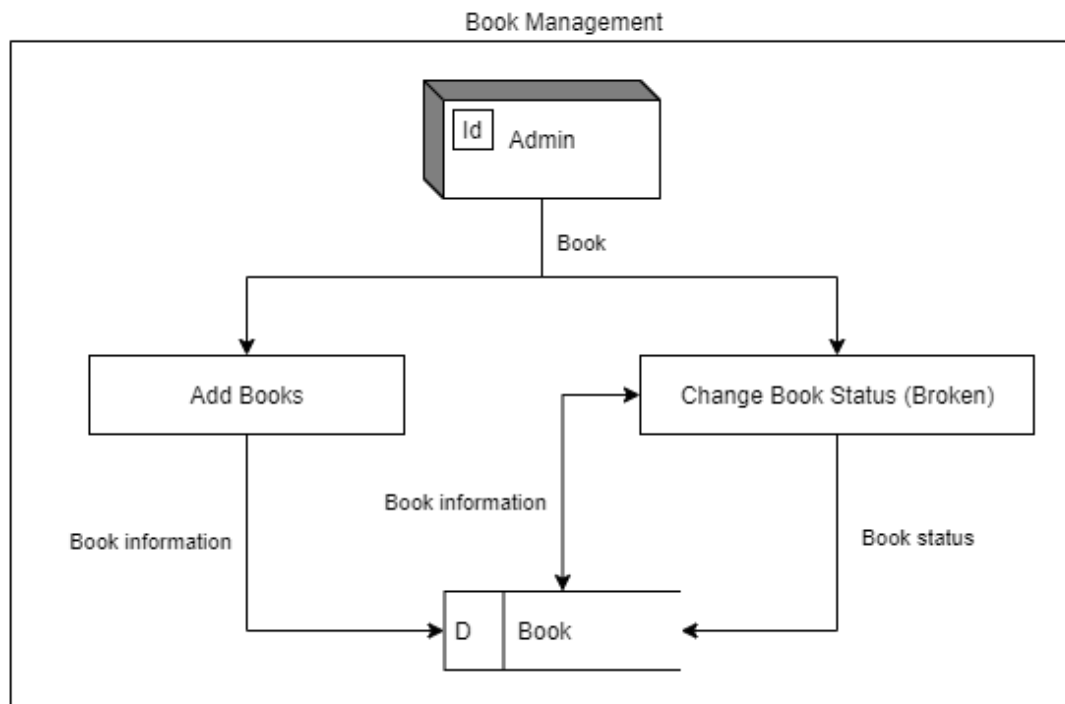 Book Management
Id
Admin
Book
Add Books
Change Book Status (Broken)
Book information
Book information
Book status
D
Book